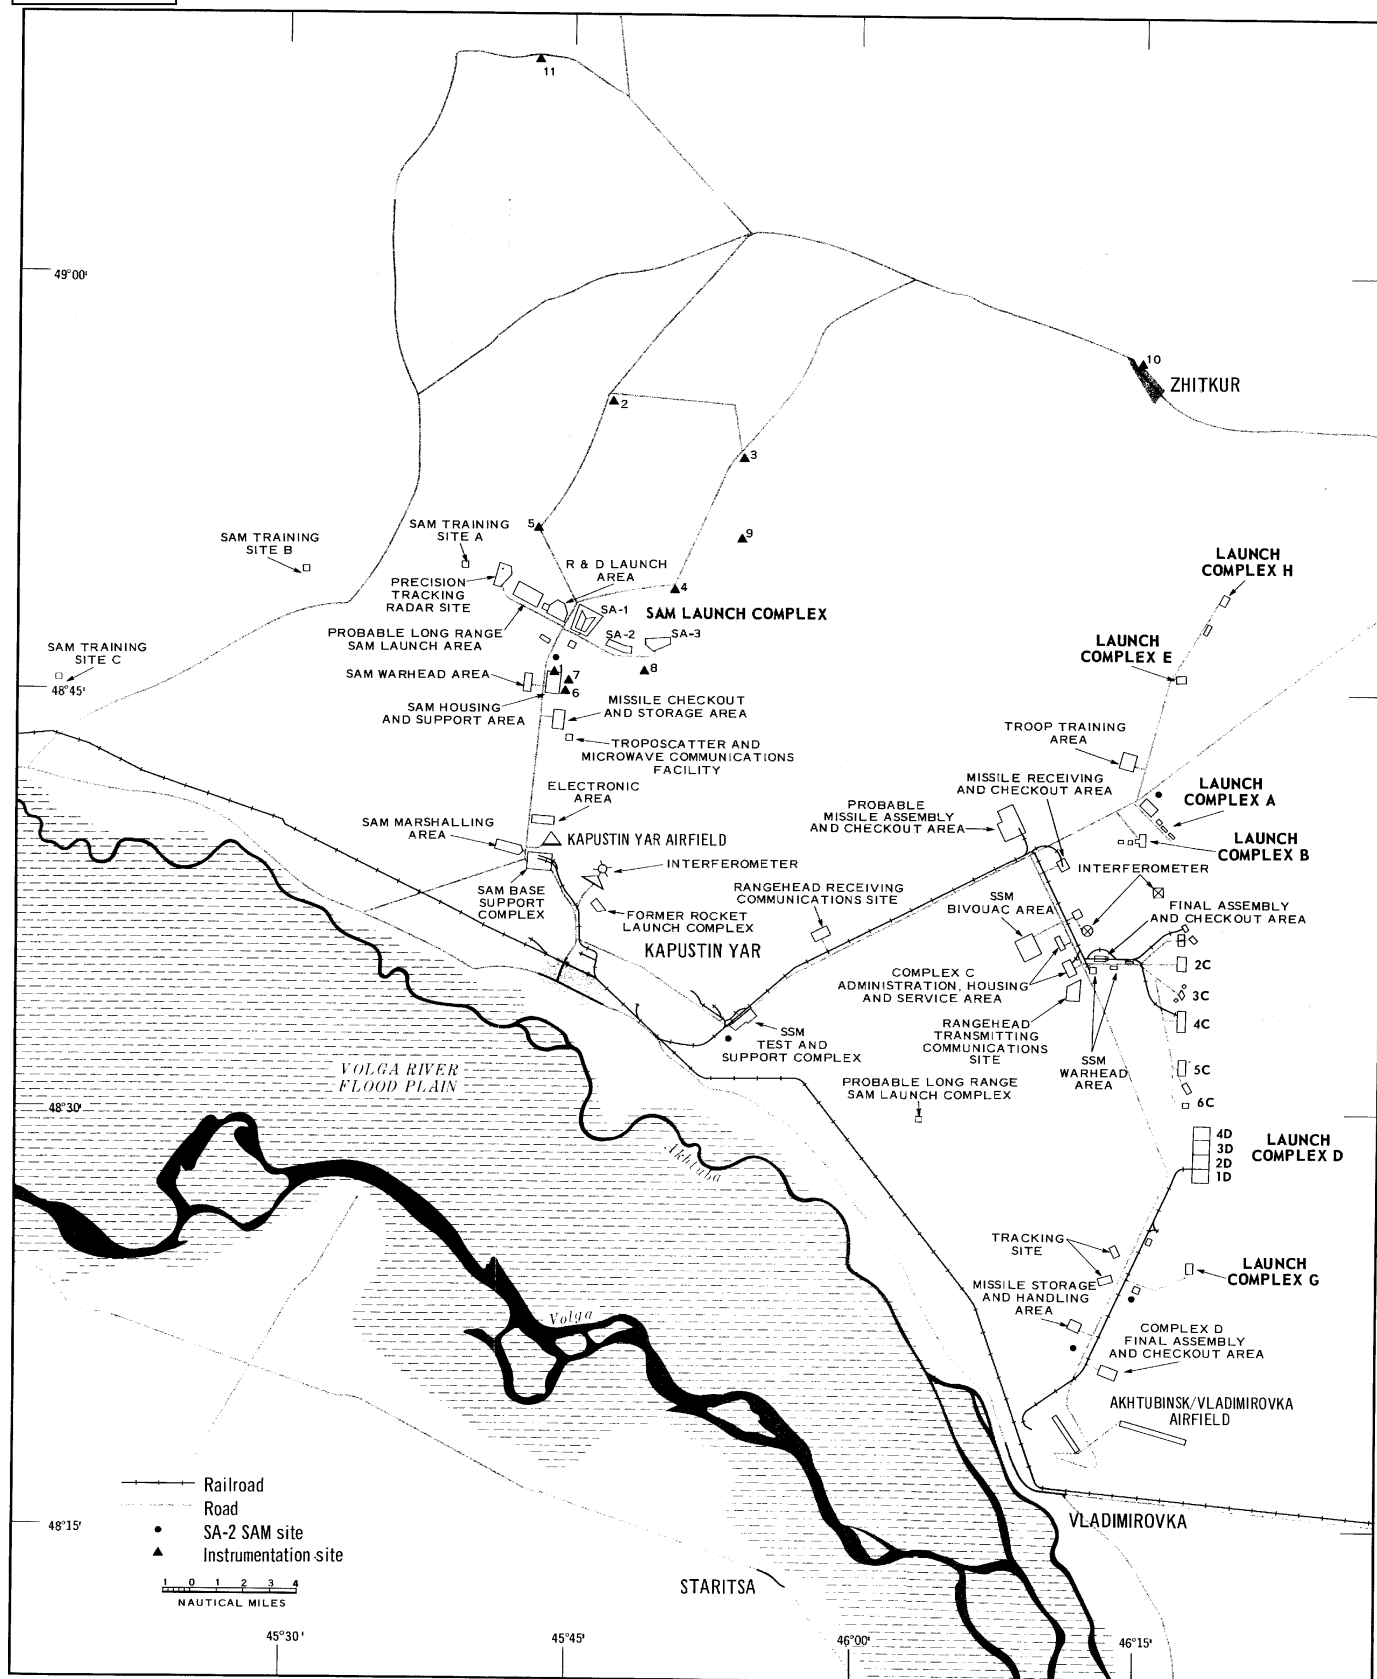 11
49°00'
10
ZHITKUR
2
3
5
9
4
SAM TRAINING
SITE B
SAM TRAINING
SITE A
PRECISION
TRACKING
RADAR SITE
R & D LAUNCH
AREA
SA-1
SAM LAUNCH COMPLEX
SA-2
SA-3
PROBABLE LONG RANGE
SAM LAUNCH AREA
LAUNCH
COMPLEX H
LAUNCH
COMPLEX E
SAM TRAINING
SITE C
48°45'
SAM WARHEAD AREA
1
7
6
8
SAM HOUSING
AND SUPPORT AREA
MISSILE CHECKOUT
AND STORAGE AREA
TROPOSCATTER AND
MICROWAVE COMMUNICATIONS
FACILITY
TROOP TRAINING
AREA
ELECTRONIC
AREA
SAM MARSHALLING
AREA
KAPUSTIN YAR AIRFIELD
INTERFEROMETER
SAM BASE
SUPPORT
COMPLEX
FORMER ROCKET
LAUNCH COMPLEX
KAPUSTIN YAR
MISSILE RECEIVING
AND CHECKOUT AREA
PROBABLE
MISSILE ASSEMBLY
AND CHECKOUT AREA
LAUNCH
COMPLEX A
LAUNCH
COMPLEX B
INTERFEROMETER
RANGEHEAD RECEIVING
COMMUNICATIONS SITE
SSM
BIVOUAC AREA
FINAL ASSEMBLY
AND CHECKOUT AREA
2C
3C
4C
5C
6C
COMPLEX C
ADMINISTRATION, HOUSING
AND SERVICE AREA
RANGEHEAD
TRANSMITTING
COMMUNICATIONS
SITE
SSM
WARHEAD
AREA
SSM
TEST AND
SUPPORT COMPLEX
PROBABLE LONG RANGE
SAM LAUNCH COMPLEX
VOLGA RIVER
FLOOD PLAIN
48°30'
Akhtuba
4D
3D
2D
1D
LAUNCH
COMPLEX D
TRACKING
SITE
LAUNCH
COMPLEX G
MISSILE STORAGE
AND HANDLING
AREA
COMPLEX D
FINAL ASSEMBLY
AND CHECKOUT AREA
Volga
AKHTUBINSK/VLADIMIROVKA
AIRFIELD
Railroad
Road
SA-2 SAM site
Instrumentation site
1 0 1 2 3 4
NAUTICAL MILES
48°15'
VLADIMIROVKA
STARITSA
45°30'
45°45'
46°00'
46°15'